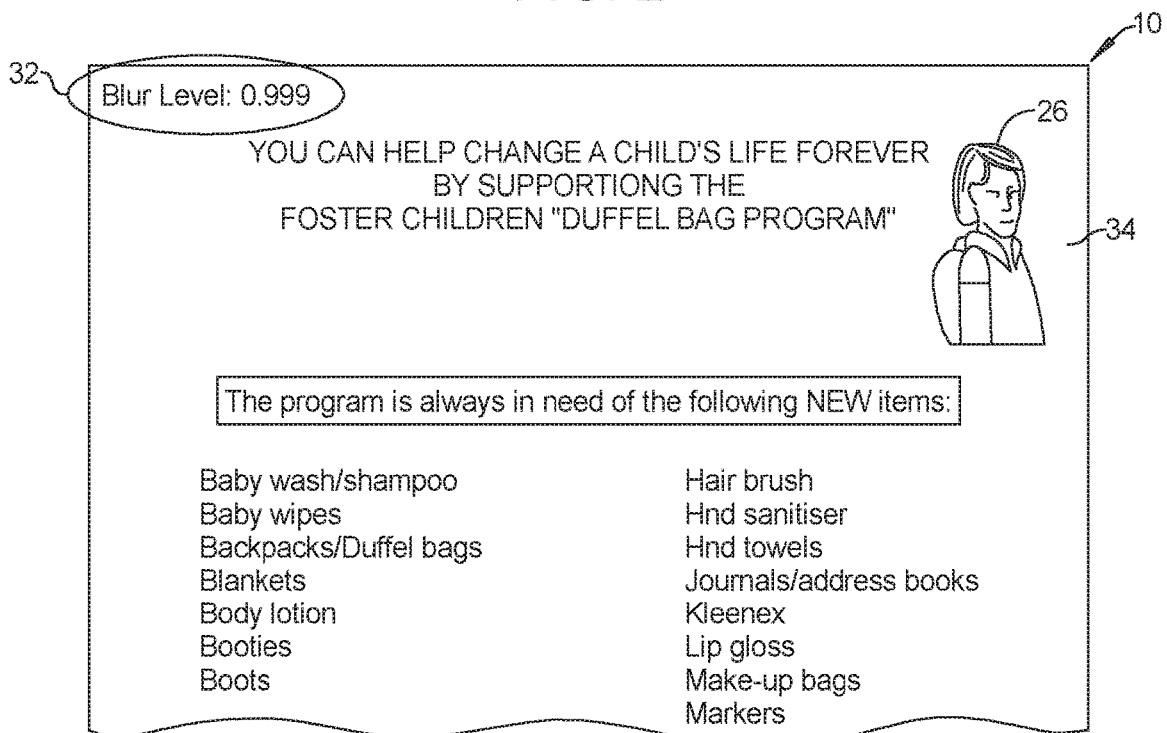 10
32
Blur Level: 0.999
26
YOU CAN HELP CHANGE A CHILD'S LIFE FOREVER
BY SUPPORTIONG THE
FOSTER CHILDREN "DUFFEL BAG PROGRAM"
34
The program is always in need of the following NEW items:
Baby wash/shampoo
Baby wipes
Backpacks/Duffel bags
Blankets
Body lotion
Booties
Boots
Hair brush
Hnd sanitiser
Hnd towels
Journals/address books
Kleenex
Lip gloss
Make-up bags
Markers